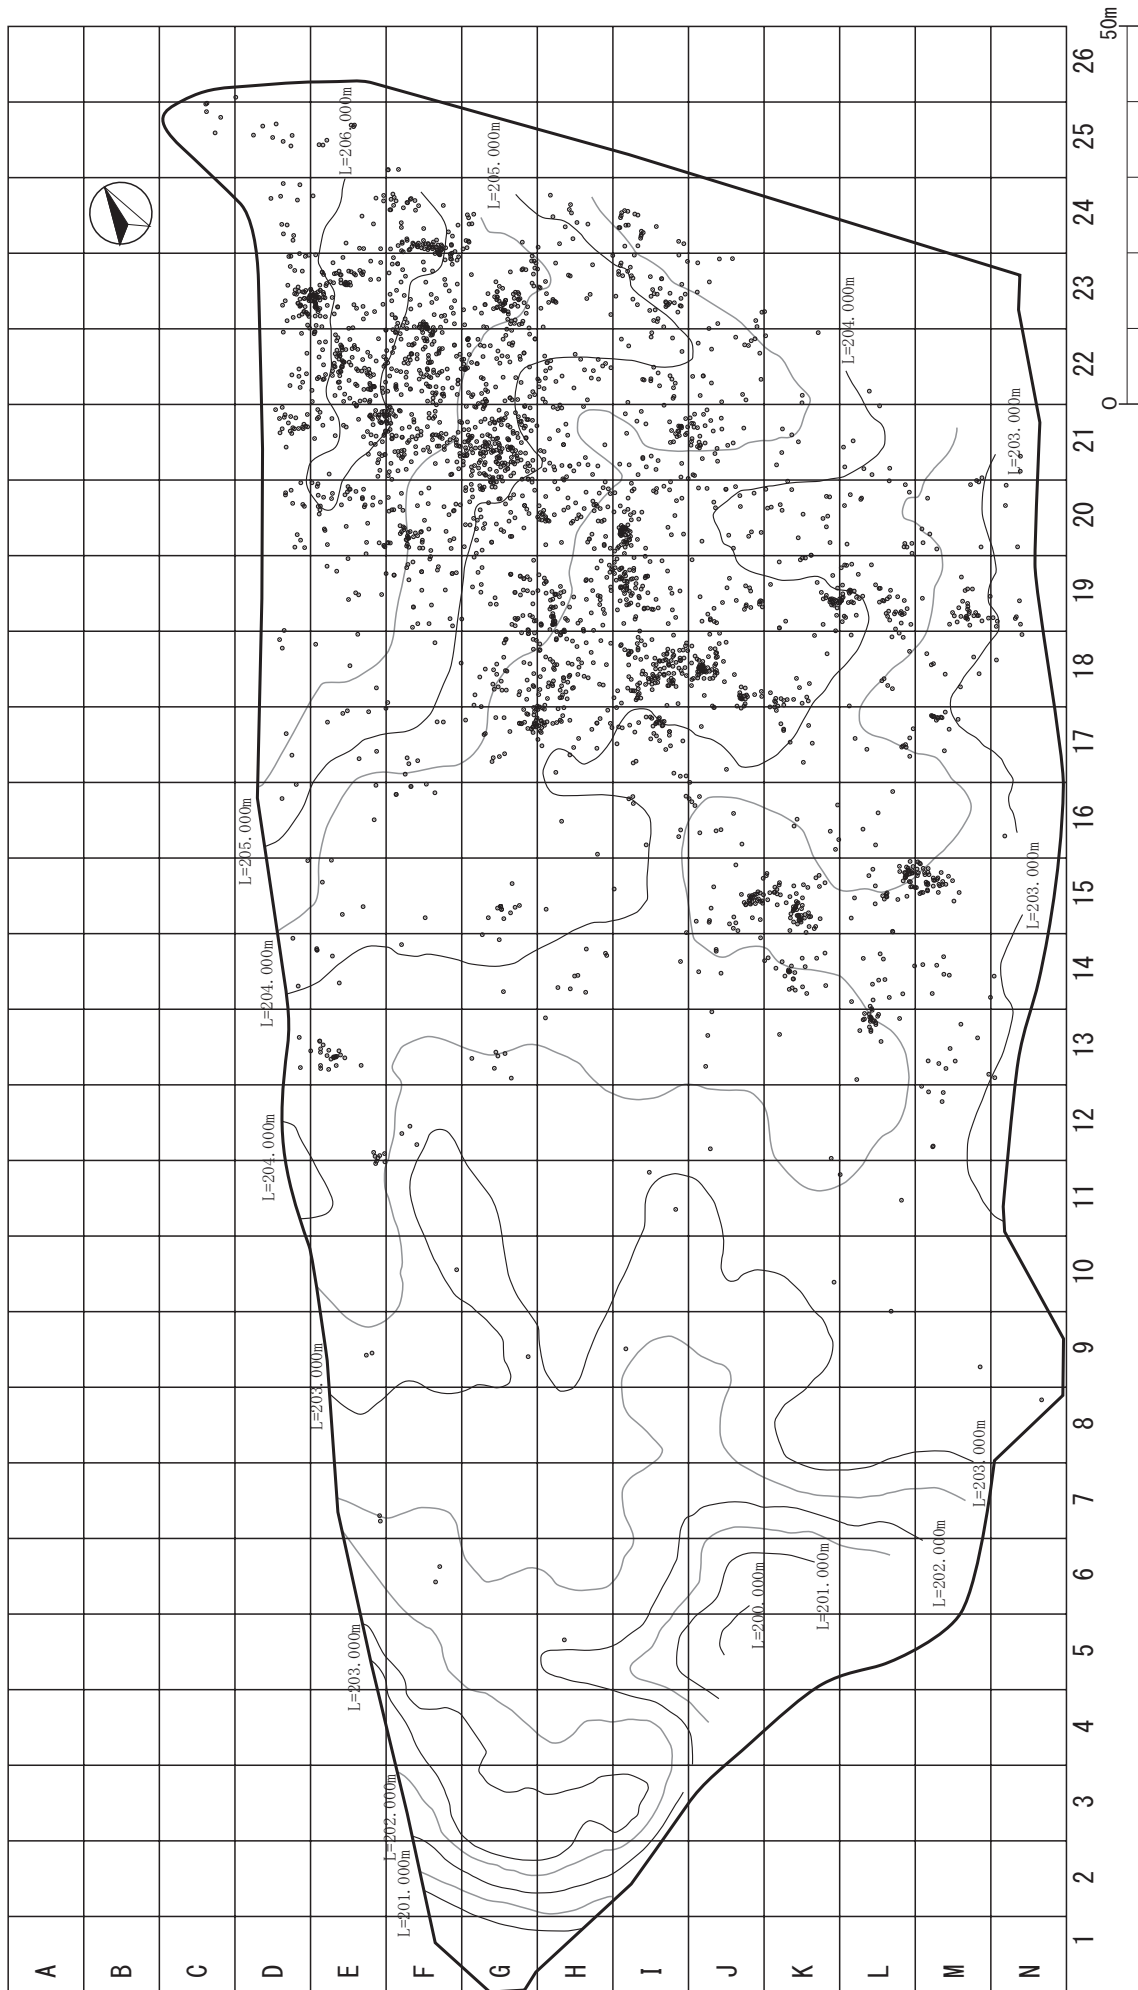 50m
0
26
25
24
23
22
21
20
19
18
17
16
15
14
13
12
11
10
9
8
7
6
5
4
3
2
1
A
B
C
D
E
F
G
H
I
J
K
L
M
N
L=206.000m
L=205.000m
L=204.000m
L=203.000m
L=205.000m
L=204.000m
L=203.000m
L=204.000m
L=203.000m
L=203.000m
L=202.000m
L=201.000m
L=200.000m
L=203.000m
L=202.000m
L=201.000m